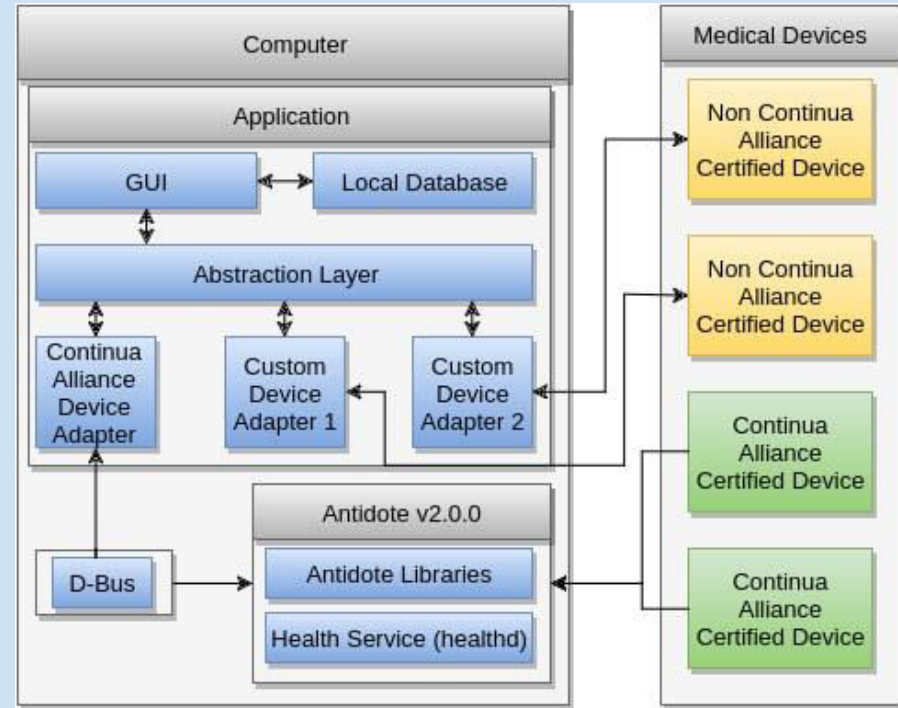 Computer
Application
GUI
Local Database
Abstraction Layer
Continua
Alliance
Device
Adapter
Custom
Device
Adapter 1
Custom
Device
Adapter 2
D-Bus
Antidote v2.0.0
Antidote Libraries
Health Service (healthd)
Medical Devices
Non Continua
Alliance
Certified Device
Non Continua
Alliance
Certified Device
Continua
Alliance
Certified Device
Continua
Alliance
Certified Device